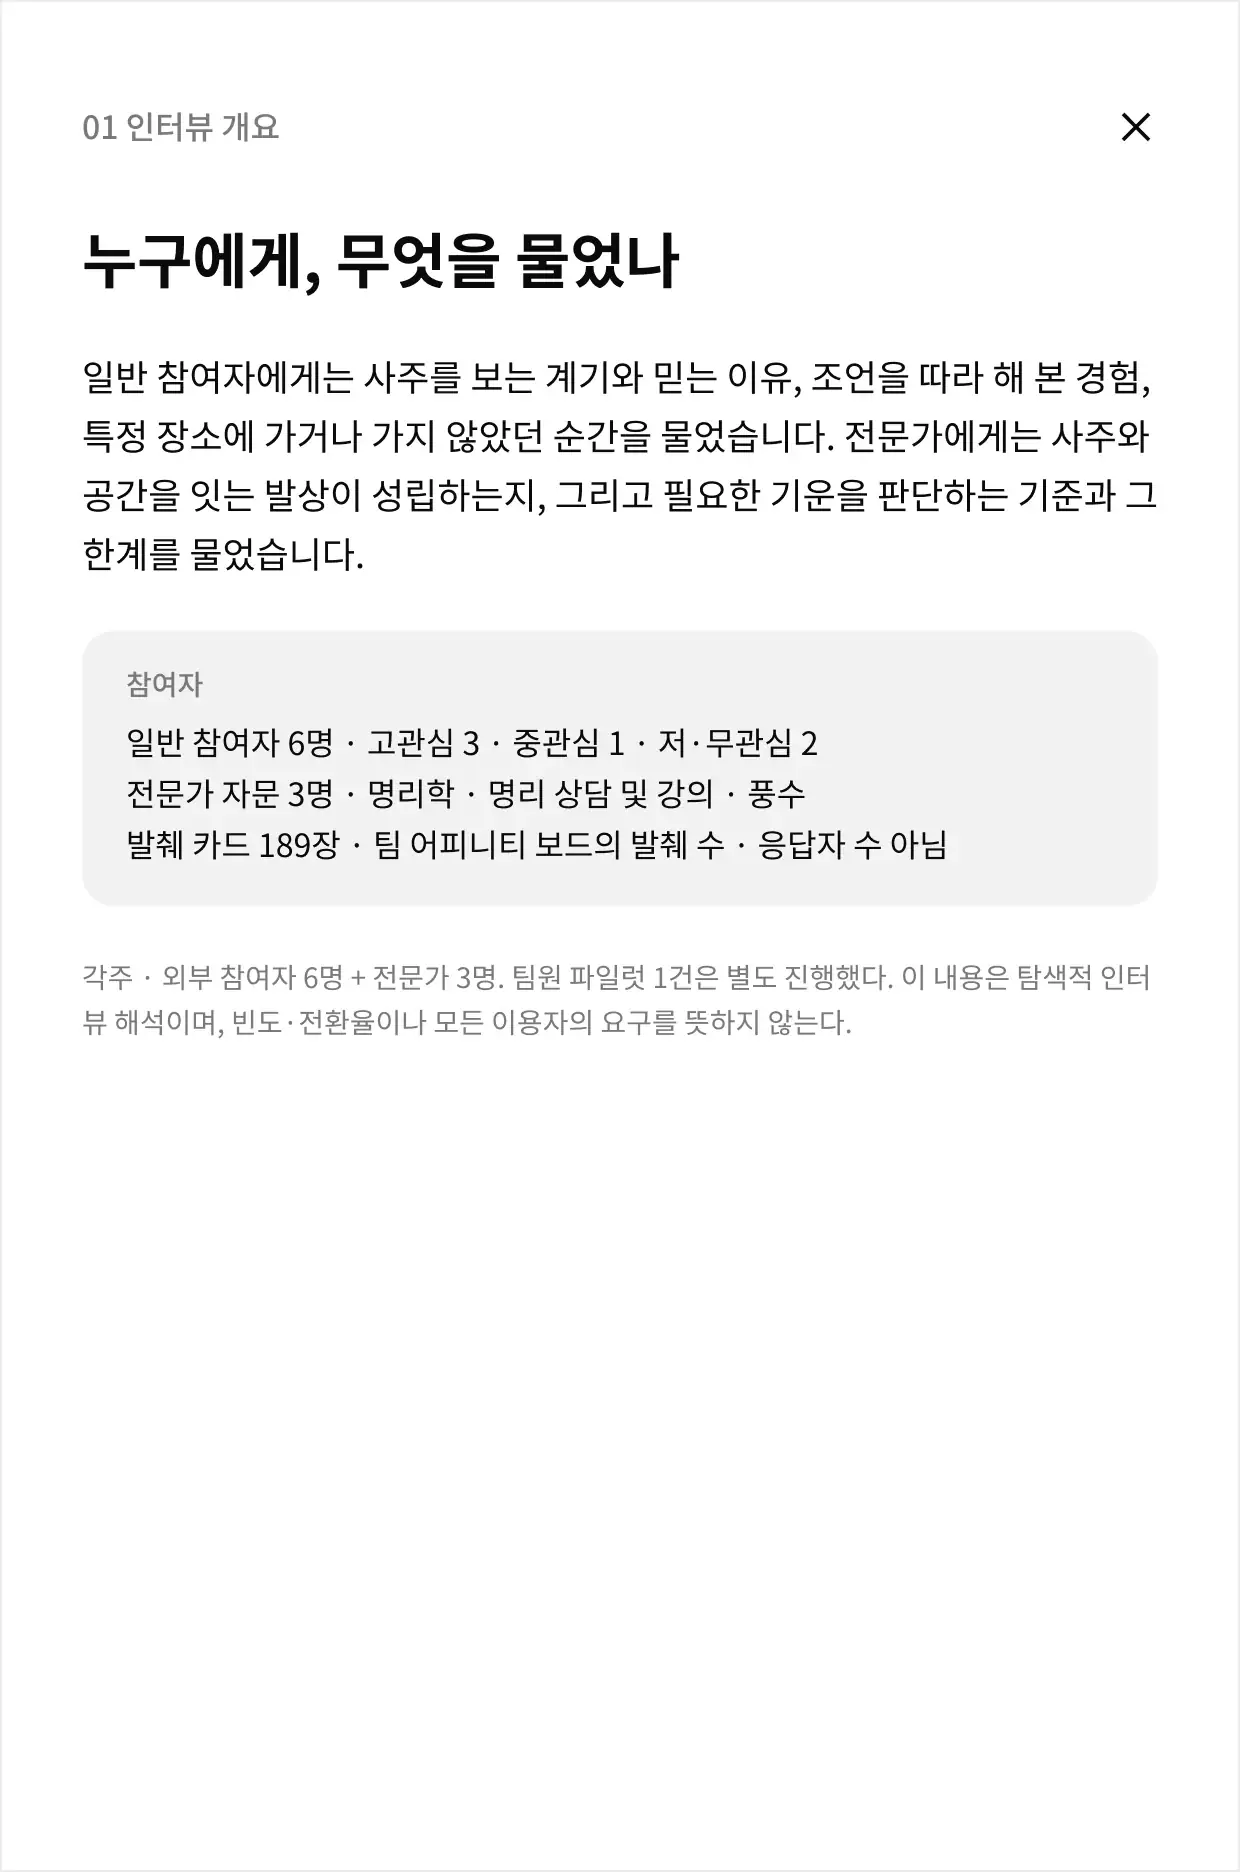 01 인터뷰 개요
누구에게, 무엇을 물었나
일반 참여자에게는 사주를 보는 계기와 믿는 이유, 조언을 따라 해 본 경험,
특정 장소에 가거나 가지 않았던 순간을 물었습니다. 전문가에게는 사주와
공간을 잇는 발상이 성립하는지, 그리고 필요한 기운을 판단하는 기준과 그
한계를 물었습니다.
참여자
일반 참여자 6명 · 고관심 3 · 중관심 1 · 저·무관심 2
전문가 자문 3명 · 명리학 · 명리 상담 및 강의 · 풍수
발췌 카드 189장 · 팀 어피니티 보드의 발췌 수 · 응답자 수 아님
각주 · 외부 참여자 6명 + 전문가 3명. 팀원 파일럿 1건은 별도 진행했다. 이 내용은 탐색적 인터
뷰 해석이며, 빈도·전환율이나 모든 이용자의 요구를 뜻하지 않는다.